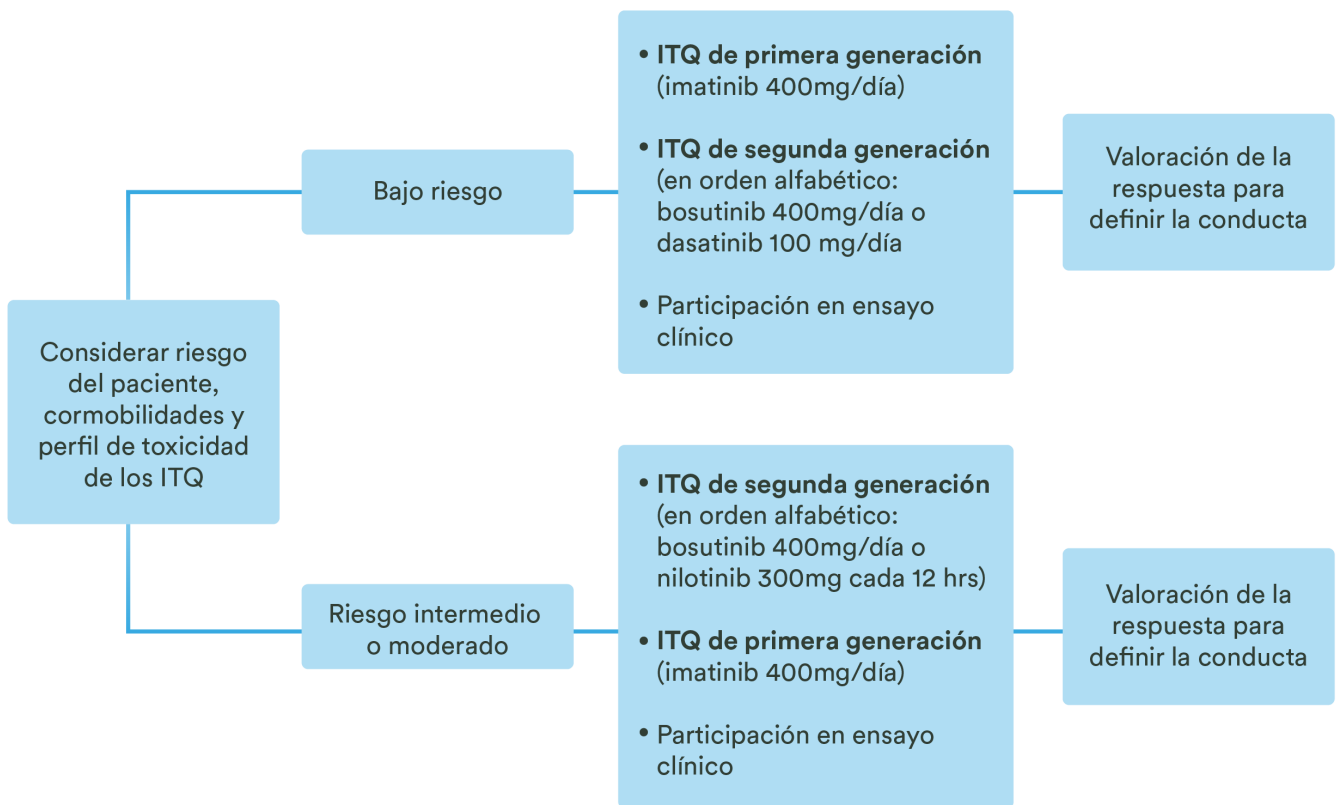 Considerar riesgo
del paciente,
cormobilidades y
perfil de toxicidad
de los ITQ
Bajo riesgo
• ITQ de primera generación
(imatinib 400mg/día)
• ITQ de segunda generación
(en orden alfabético:
bosutinib 400mg/día o
dasatinib 100 mg/día
• Participación en ensayo
clínico
Valoración de la
respuesta para
definir la conducta
Riesgo intermedio
o moderado
• ITQ de segunda generación
(en orden alfabético:
bosutinib 400mg/día o
nilotinib 300mg cada 12 hrs)
• ITQ de primera generación
(imatinib 400mg/día)
• Participación en ensayo
clínico
Valoración de la
respuesta para
definir la conducta